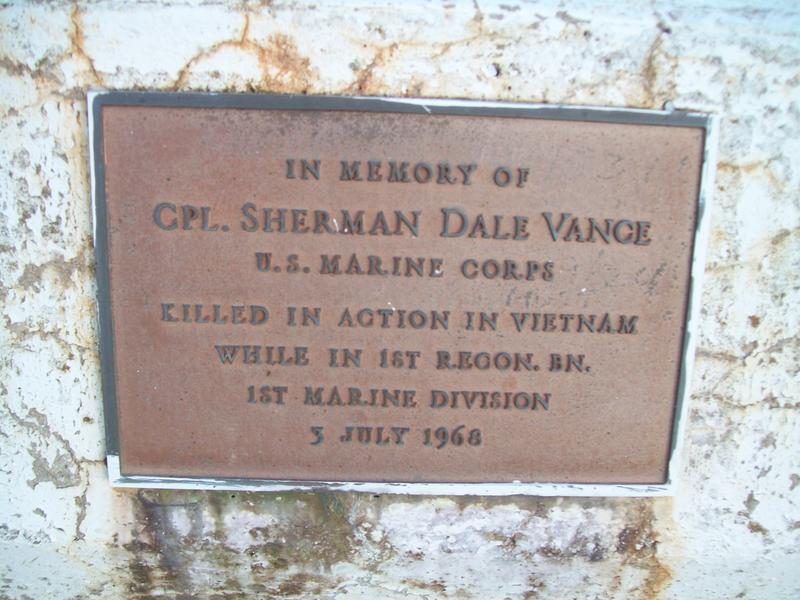 IN MEMORY OF
CPL. SHERMAN DALE VANCE
U.S. MARINE CORPS
KILLED IN ACTION IN VIETNAM
WHILE IN 1ST RECON. BN.
1ST MARINE DIVISION
3 JULY 1968